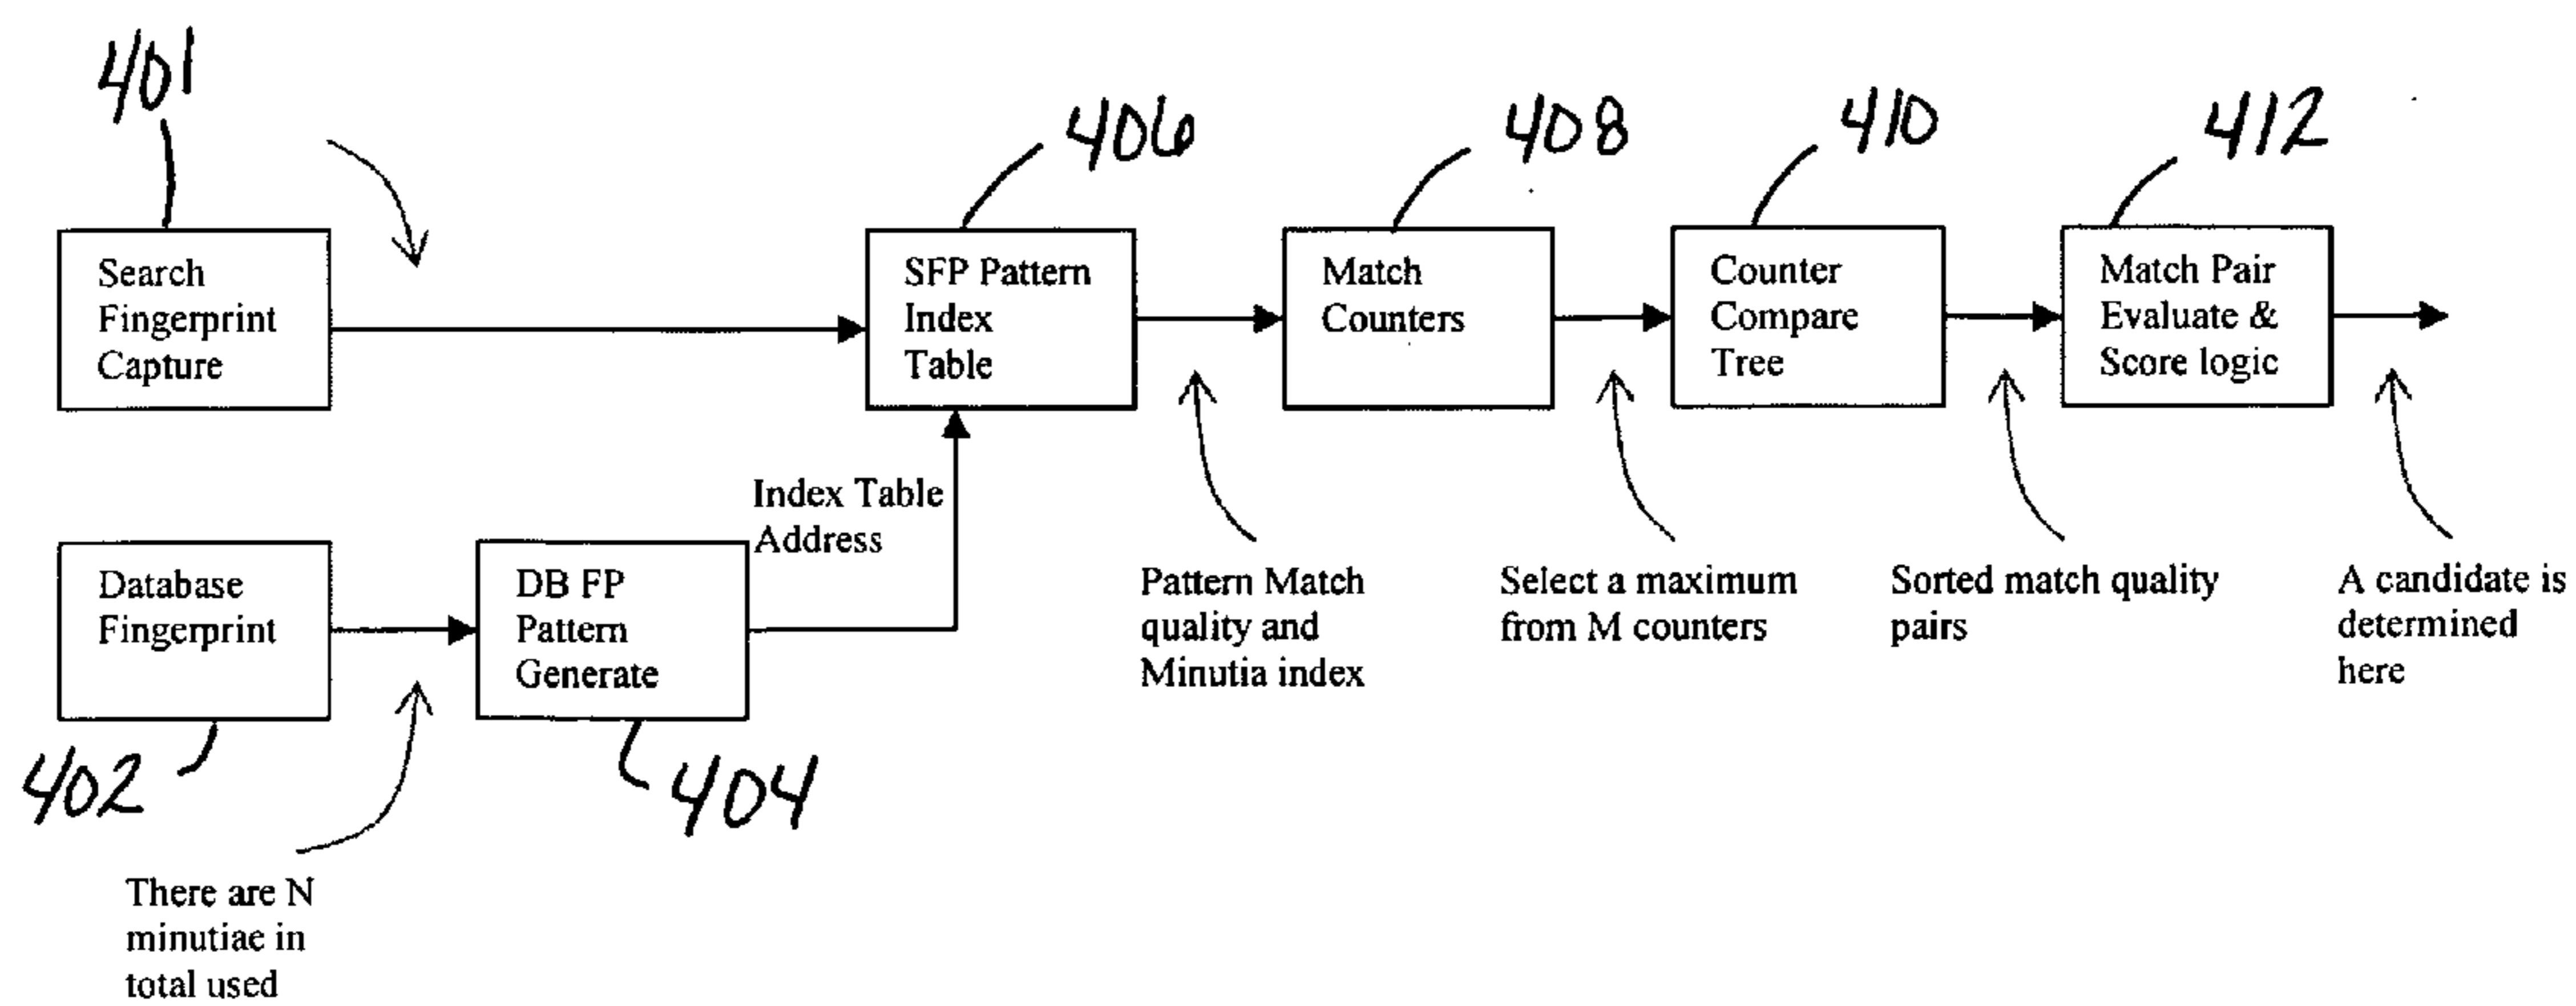 401
406
408
410
412
Search
Fingerprint
Capture
SFP Pattern
Index
Table
Match
Counters
Counter
Compare
Tree
Match Pair
Evaluate &
Score logic
Index Table
Address
Database
Fingerprint
DB FP
Pattern
Generate
Pattern Match
quality and
Minutia index
Select a maximum
from M counters
Sorted match quality
pairs
A candidate is
determined
here
402
404
There are N
minutiae in
total used